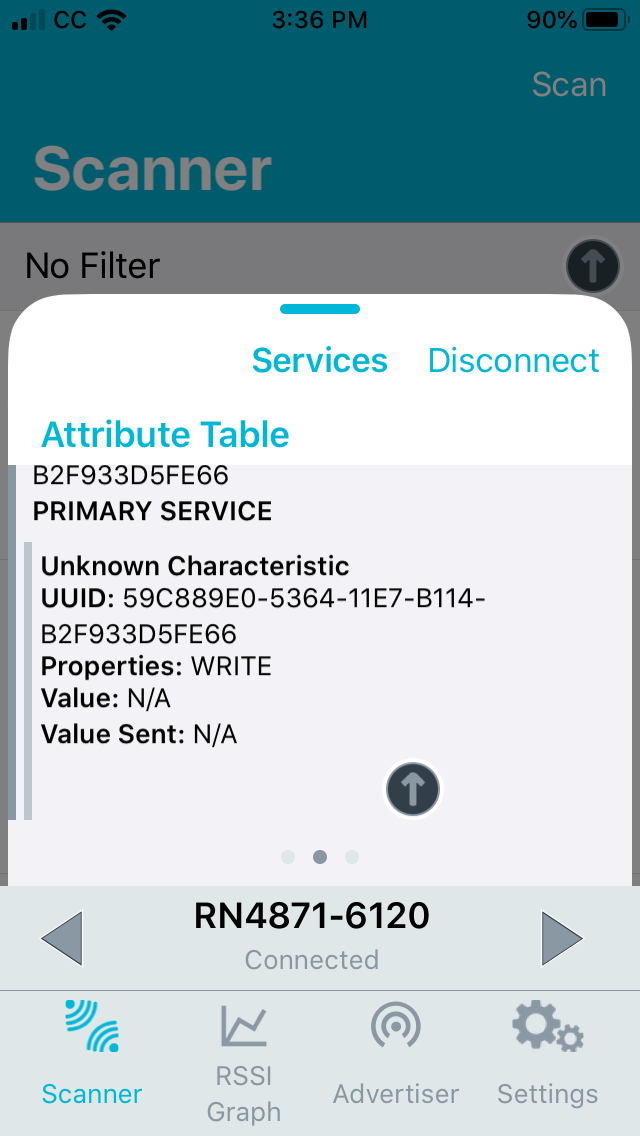 CC 3:36 PM 90%
Scan
Scanner
No Filter
Services Disconnect
Attribute Table
B2F933D5FE66
PRIMARY SERVICE
Unknown Characteristic
UUID: 59C889E0-5364-11E7-B114-
B2F933D5FE66
Properties: WRITE
Value: N/A
Value Sent: N/A
RN4871-6120
Connected
Scanner
RSSI
Graph
Advertiser
Settings